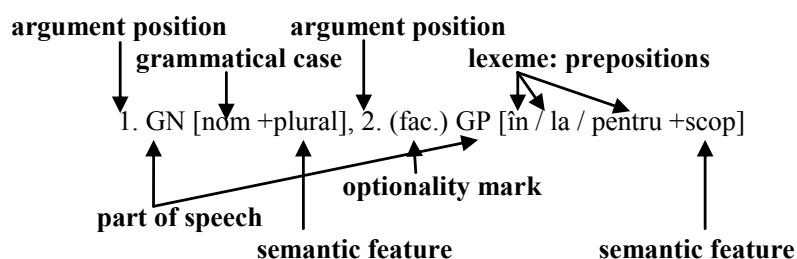 argument position argument position
grammatical case lexeme: prepositions
1. GN [nom +plural], 2. (fac.) GP [în / la / pentru +scop]
optionality mark
part of speech
semantic feature semantic feature